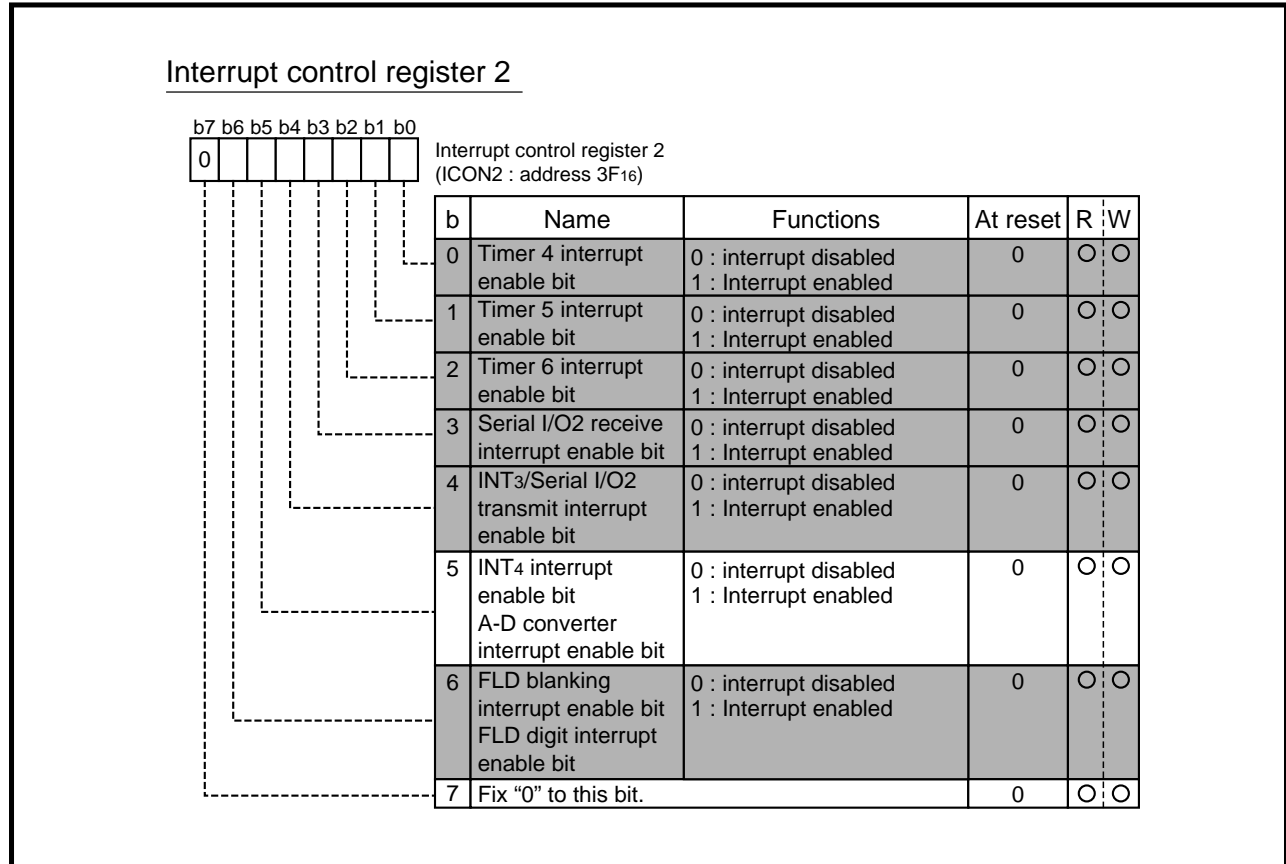 Interrupt control register 2
b7 b6 b5 b4 b3 b2 b1 b0
0
Interrupt control register 2
(ICON2 : address 3F16)
b Name Functions At reset R W
0 Timer 4 interrupt enable bit 0 : interrupt disabled 1 : Interrupt enabled 0 O O
1 Timer 5 interrupt enable bit 0 : interrupt disabled 1 : Interrupt enabled 0 O O
2 Timer 6 interrupt enable bit 0 : interrupt disabled 1 : Interrupt enabled 0 O O
3 Serial I/O2 receive interrupt enable bit 0 : interrupt disabled 1 : Interrupt enabled 0 O O
4 INT3/Serial I/O2 transmit interrupt enable bit 0 : interrupt disabled 1 : Interrupt enabled 0 O O
5 INT4 interrupt enable bit A-D converter interrupt enable bit 0 : interrupt disabled 1 : Interrupt enabled 0 O O
6 FLD blanking interrupt enable bit FLD digit interrupt enable bit 0 : interrupt disabled 1 : Interrupt enabled 0 O O
7 Fix “0” to this bit. 0 O O